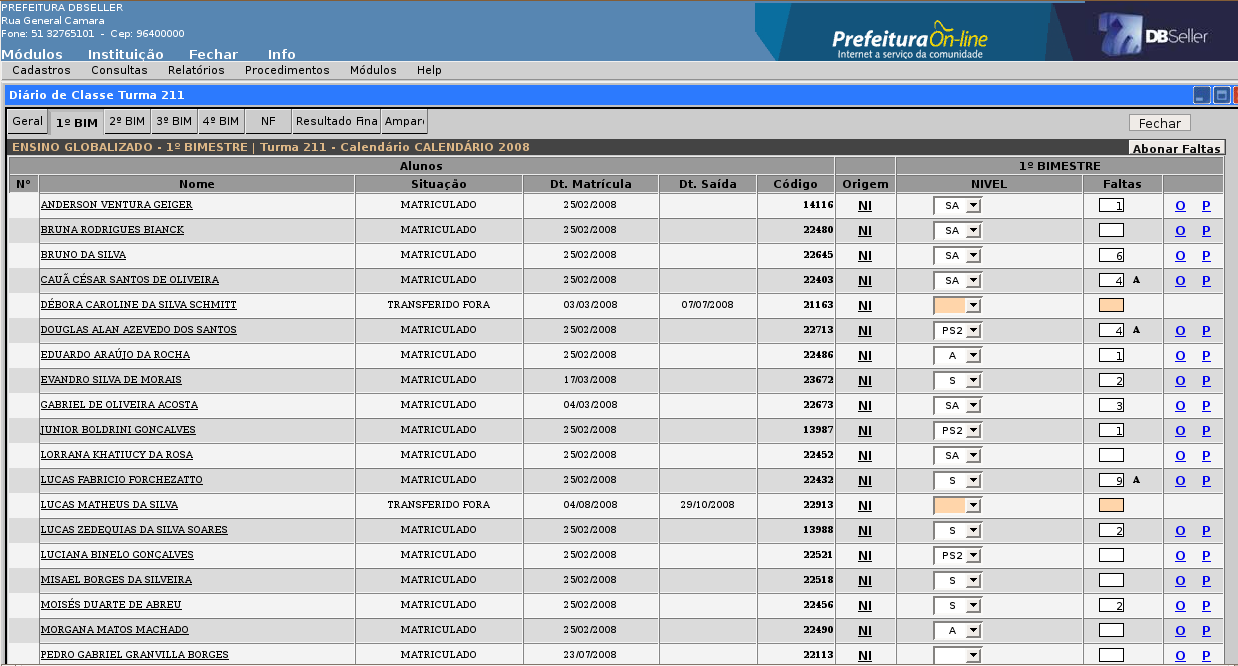 PREFEITURA DBSELLER
Rua General Camara
Fone: 51 32765101 - Cep: 96400000
Módulos Instituição Fechar Info
Prefeitura On-line
Internet a serviço da comunidade
DBSeller
Cadastros Consultas Relatórios Procedimentos Módulos Help
Diário de Classe Turma 211
Geral 1º BIM 2º BIM 3º BIM 4º BIM NF Resultado Fina Ampar
Fechar
ENSINO GLOBALIZADO - 1º BIMESTRE | Turma 211 - Calendário CALENDÁRIO 2008
Abonar Faltas
Alunos 1º BIMESTRE
Nº Nome Situação Dt. Matrícula Dt. Saída Código Origem NIVEL Faltas
ANDERSON VENTURA GEIGER MATRICULADO 25/02/2008 14116 NI SA 1 O P
BRUNA RODRIGUES BIANCK MATRICULADO 25/02/2008 22480 NI SA O P
BRUNO DA SILVA MATRICULADO 25/02/2008 22645 NI SA 6 O P
CAUÃ CÉSAR SANTOS DE OLIVEIRA MATRICULADO 25/02/2008 22403 NI SA 4 A O P
DÉBORA CAROLINE DA SILVA SCHMITT TRANSFERIDO FORA 03/03/2008 07/07/2008 21163 NI
DOUGLAS ALAN AZEVEDO DOS SANTOS MATRICULADO 25/02/2008 22713 NI PS2 4 A O P
EDUARDO ARAÚJO DA ROCHA MATRICULADO 25/02/2008 22486 NI A 1 O P
EVANDRO SILVA DE MORAIS MATRICULADO 17/03/2008 23672 NI S 2 O P
GABRIEL DE OLIVEIRA ACOSTA MATRICULADO 04/03/2008 22673 NI SA 3 O P
JUNIOR BOLDRINI GONCALVES MATRICULADO 25/02/2008 13987 NI PS2 1 O P
LORRANA KHATIUCY DA ROSA MATRICULADO 25/02/2008 22452 NI SA O P
LUCAS FABRICIO FORCHEZATTO MATRICULADO 25/02/2008 22432 NI S 9 A O P
LUCAS MATHEUS DA SILVA TRANSFERIDO FORA 04/08/2008 29/10/2008 22913 NI
LUCAS ZEDEQUIAS DA SILVA SOARES MATRICULADO 25/02/2008 13988 NI S 2 O P
LUCIANA BINELO GONÇALVES MATRICULADO 25/02/2008 22521 NI PS2 O P
MISAEL BORGES DA SILVEIRA MATRICULADO 25/02/2008 22518 NI S O P
MOISÉS DUARTE DE ABREU MATRICULADO 25/02/2008 22456 NI S 2 O P
MORGANA MATOS MACHADO MATRICULADO 25/02/2008 22490 NI A O P
PEDRO GABRIEL GRANVILLA BORGES MATRICULADO 23/07/2008 22113 NI O P